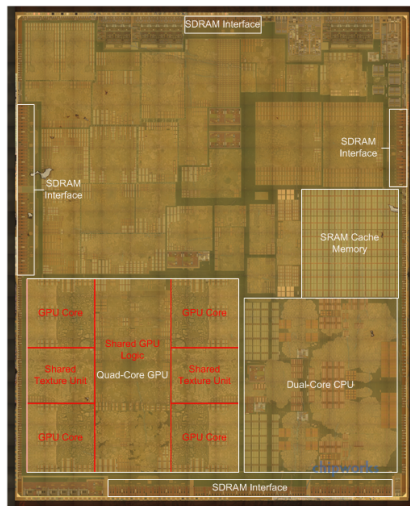 SDRAM Interface
SDRAM
Interface
SDRAM
Interface
SRAM Cache
Memory
GPU Core
Shared GPU
Logic
GPU Core
Shared
Texture Unit
Quad-Core GPU
Shared
Texture Unit
Dual-Core CPU
GPU Core
GPU Core
chipworks
SDRAM Interface